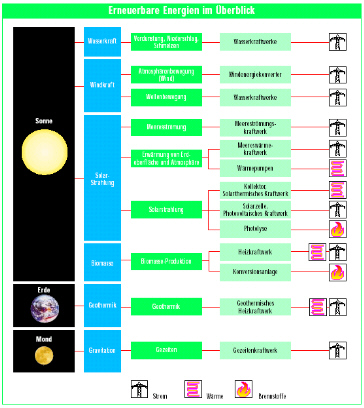 Erneuerbare Energien im Überblick
Sonne
Wasserkraft
Verdunstung, Niederschlag,
Schmelzen
Wasserkraftwerke
Windkraft
Atmosphärenbewegung
(Wind)
Windenergiekonverter
Wellenbewegung
Wasserkraftwerke
Solar-
Strahlung
Meeresströmung
Meeresströmungs-
kraftwerk
Erwärmung von Erd-
oberfläche und Atmosphäre
Meereswärme-
kraftwerk
Wärmepumpen
Solarstrahlung
Kollektor,
Solarthermisches Kraftwerk
Solarzelle,
Photovoltaisches Kraftwerk
Photolyse
Biomasse
Biomasse-Produktion
Heizkraftwerk
Konversionsanlage
Erde
Geothermik
Geothermik
Geothermisches
Heizkraftwerk
Mond
Gravitation
Gezeiten
Gezeitenkraftwerk
Strom
Wärme
Brennstoffe